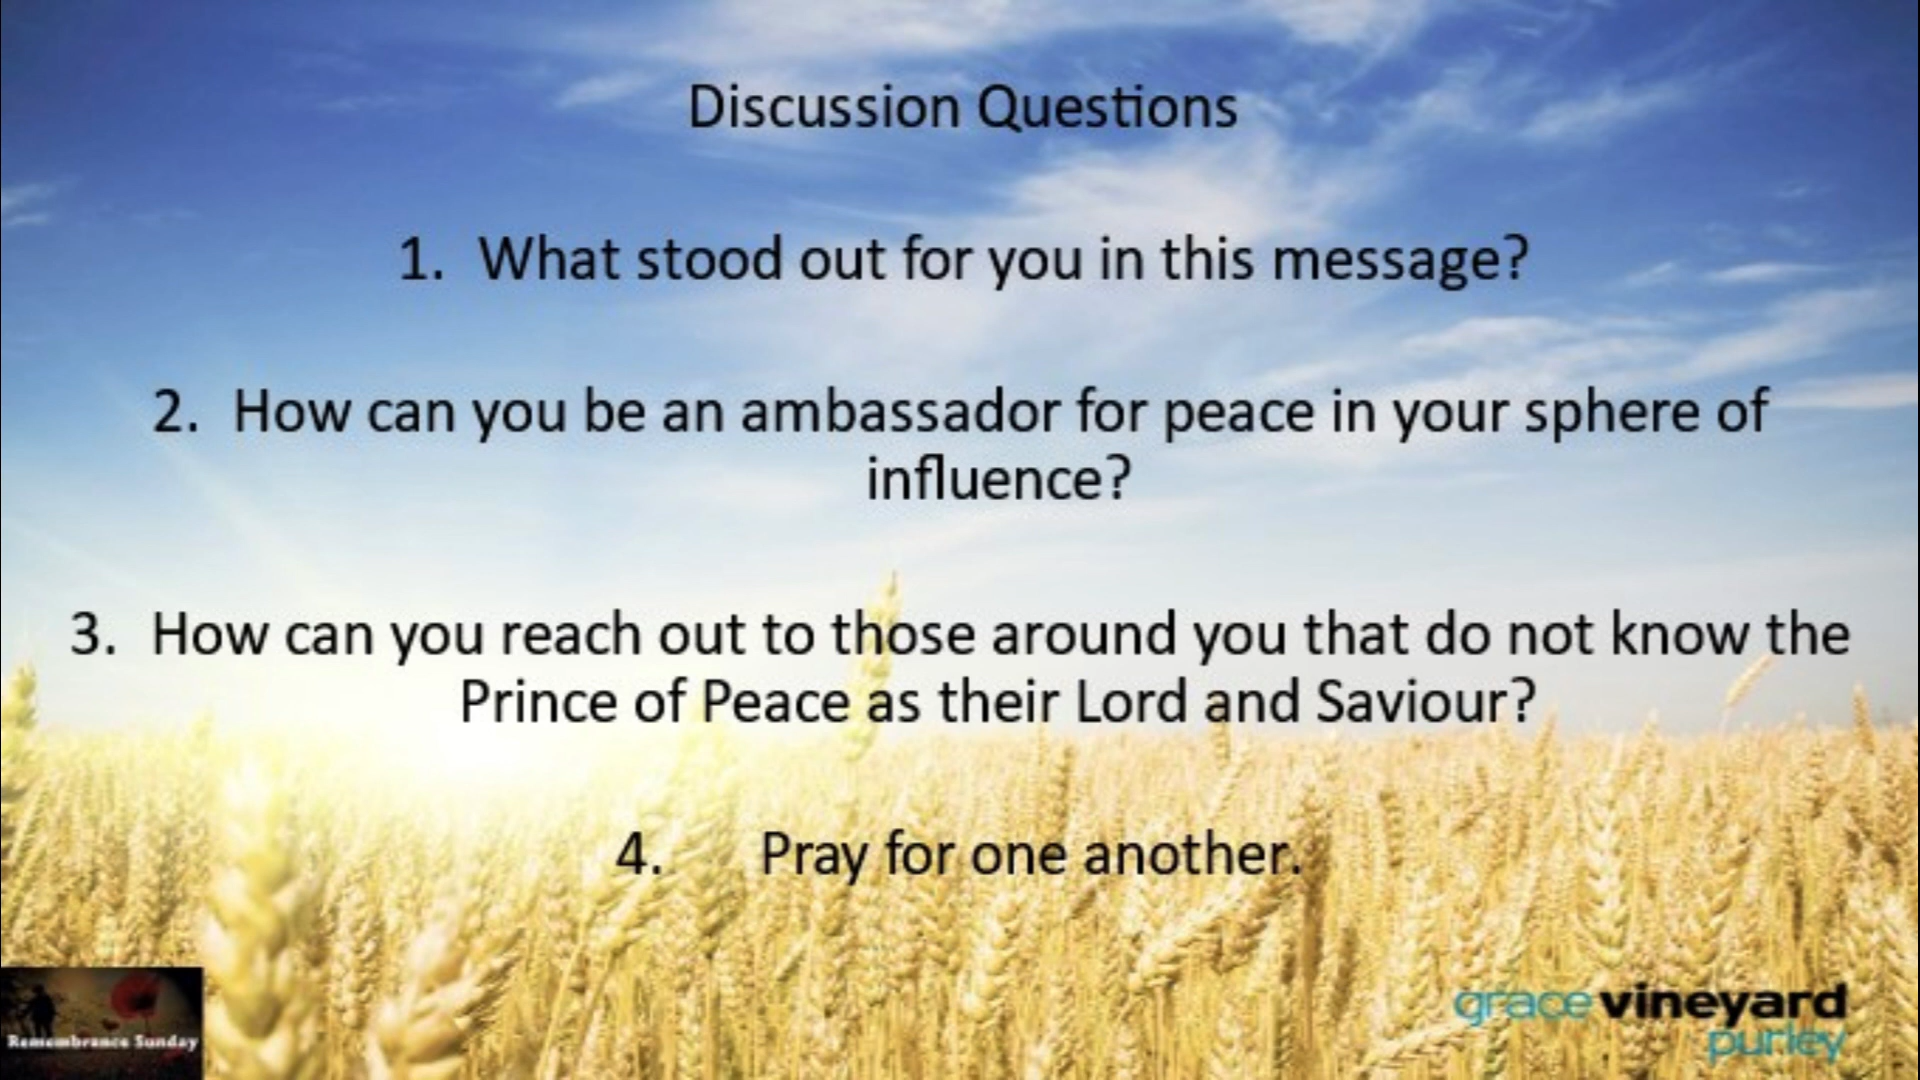 Discussion Questions
1. What stood out for you in this message?
2. How can you be an ambassador for peace in your sphere of
influence?
3. How can you reach out to those around you that do not know the
Prince of Peace as their Lord and Saviour?
4. Pray for one another.
Remembrance Sunday
grace vineyard
purley